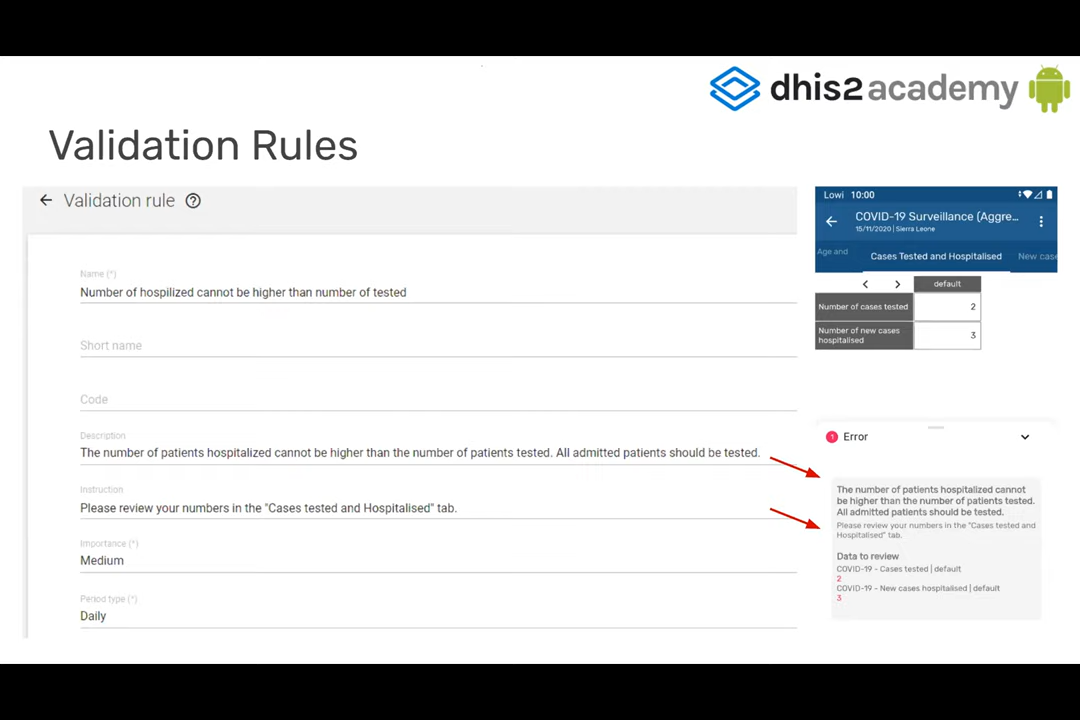 dhis2 academy
Validation Rules
Validation rule
Name (*)
Number of hospilized cannot be higher than number of tested
Short name
Code
Description
The number of patients hospitalized cannot be higher than the number of patients tested. All admitted patients should be tested.
Instruction
Please review your numbers in the "Cases tested and Hospitalised" tab.
Importance (*)
Medium
Period type (*)
Daily
Lowi 10:00
COVID-19 Surveillance (Aggre...
15/11/2020 | Sierra Leone
Age and Cases Tested and Hospitalised New case
default
Number of cases tested 2
Number of new cases
hospitalised 3
1 Error
The number of patients hospitalized cannot
be higher than the number of patients tested.
All admitted patients should be tested.
Please review your numbers in the "Cases tested and
Hospitalised" tab.
Data to review
COVID-19 - Cases tested | default
2
COVID-19 - New cases hospitalised | default
3